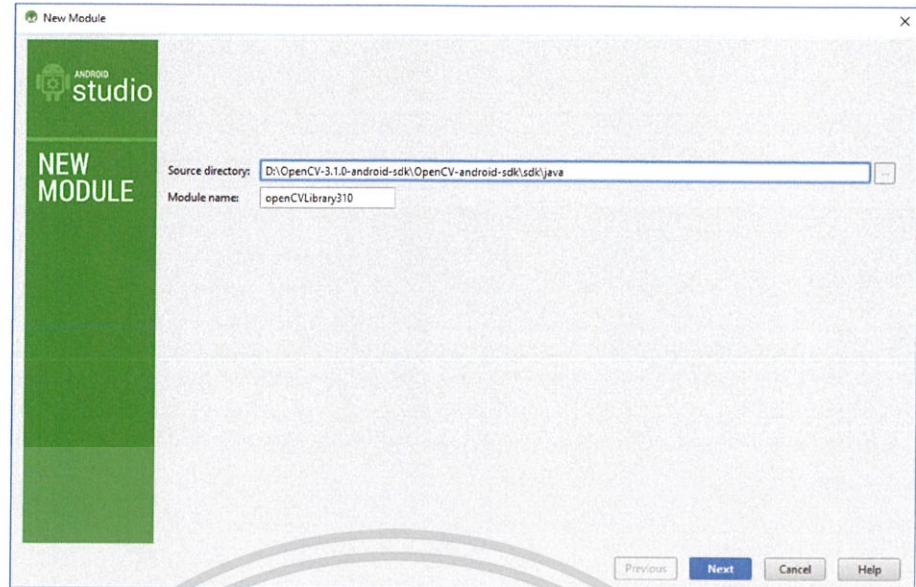 New Module
ANDROID
studio
NEW
MODULE
Source directory: D:\OpenCV-3.1.0-android-sdk\OpenCV-android-sdk\sdk\java ...
Module name: openCVLibrary310
Previous Next Cancel Help